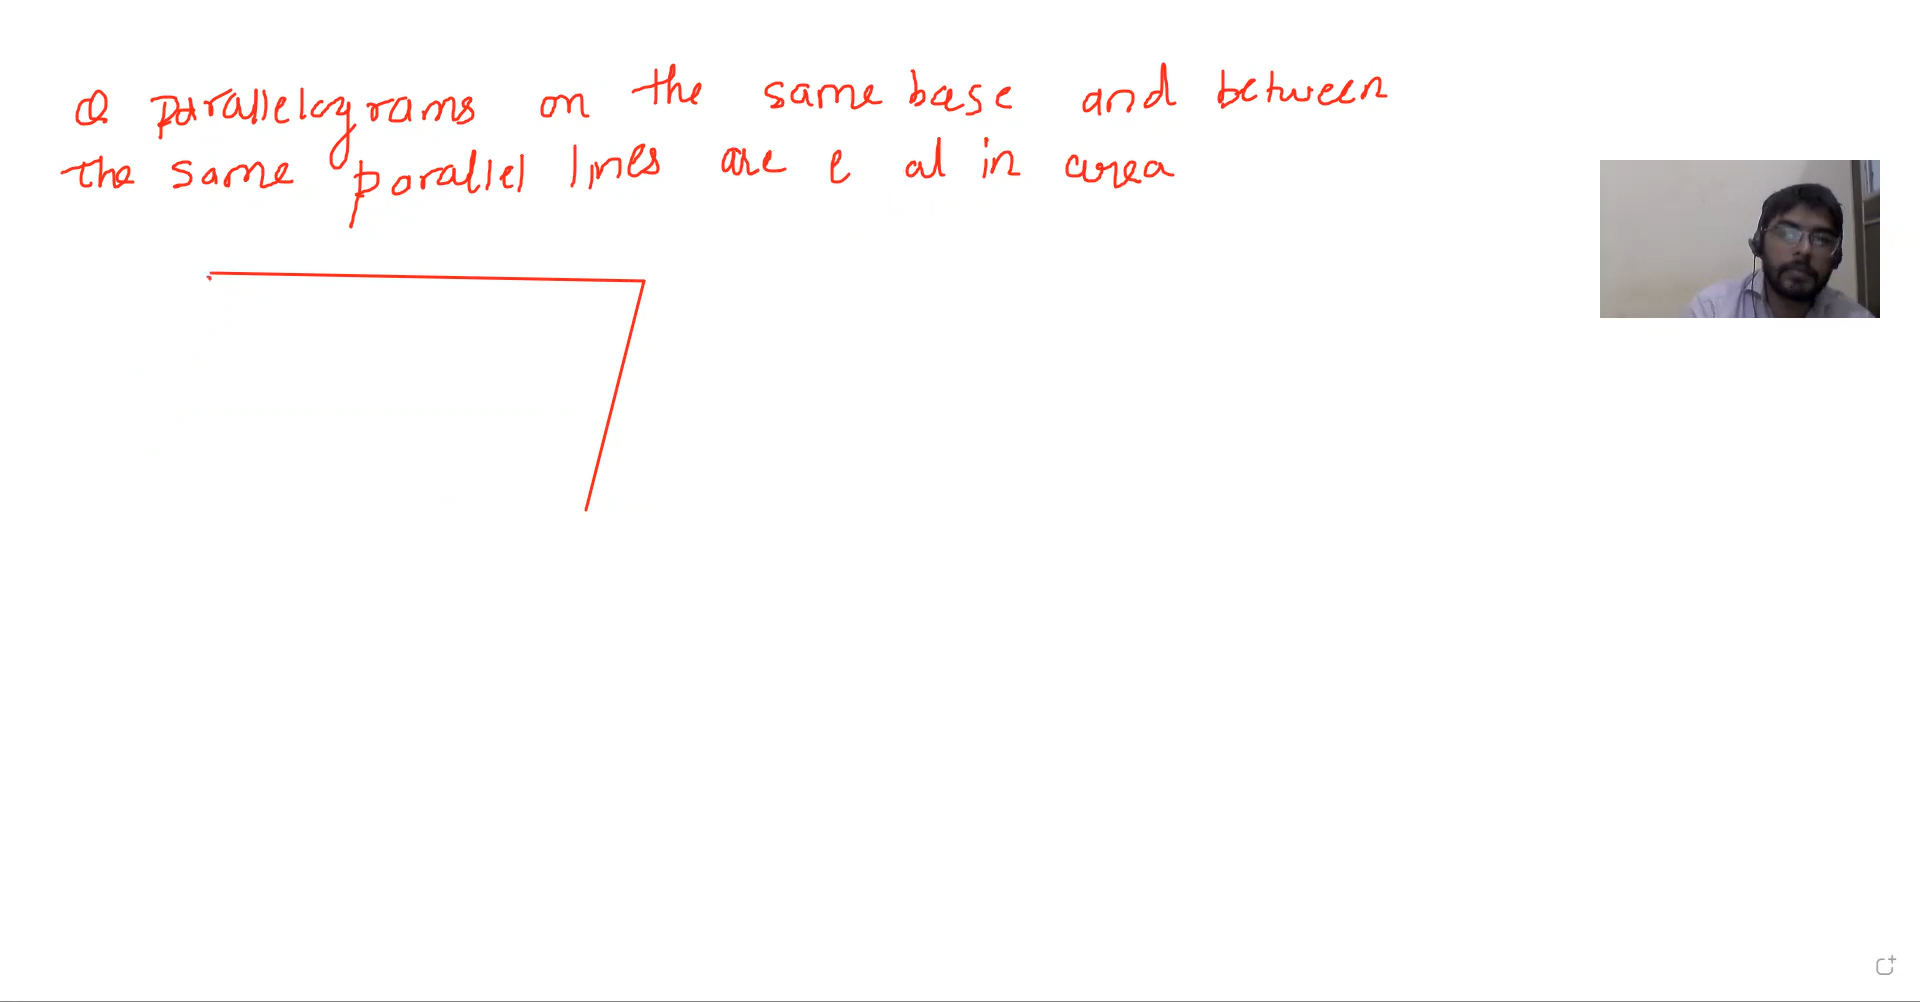 Q Parallelograms on the same base and between
the same parallel lines are e al in area